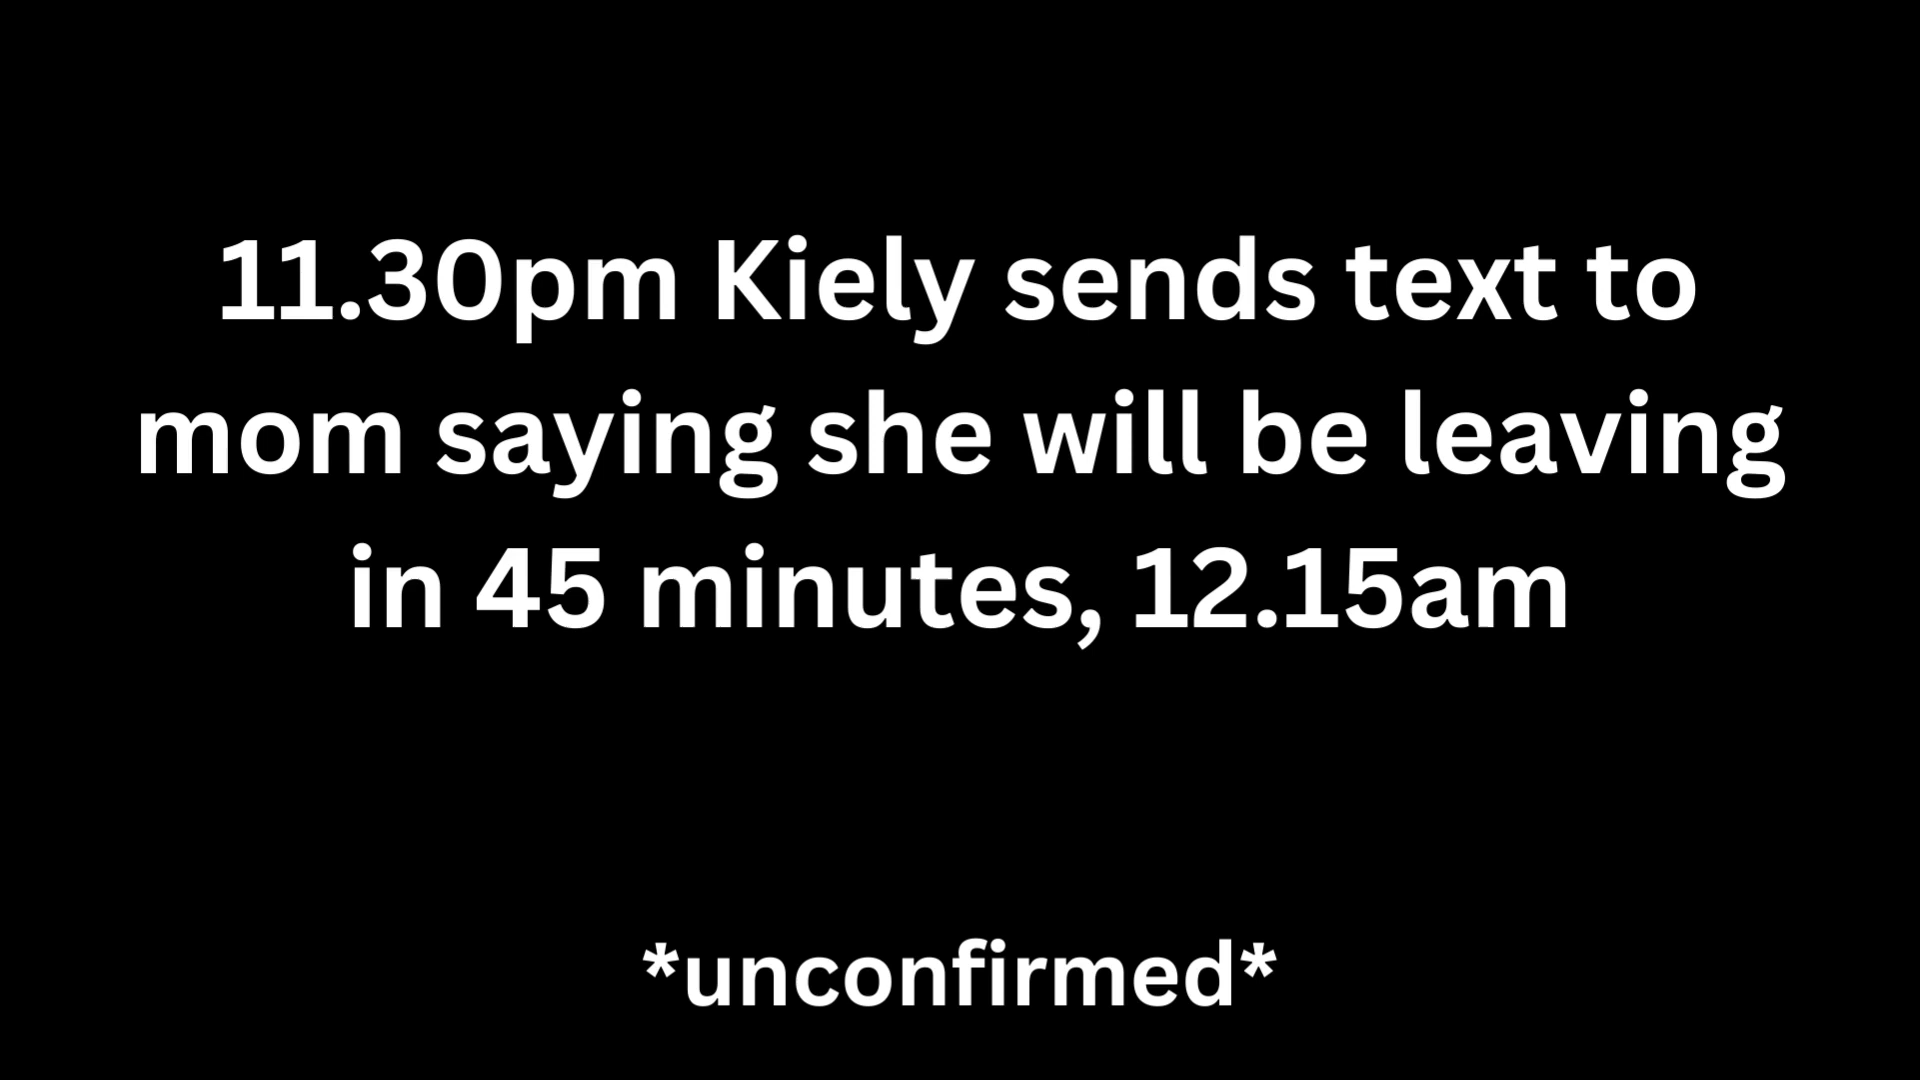 11.30pm Kiely sends text to
mom saying she will be leaving
in 45 minutes, 12.15am
*unconfirmed*